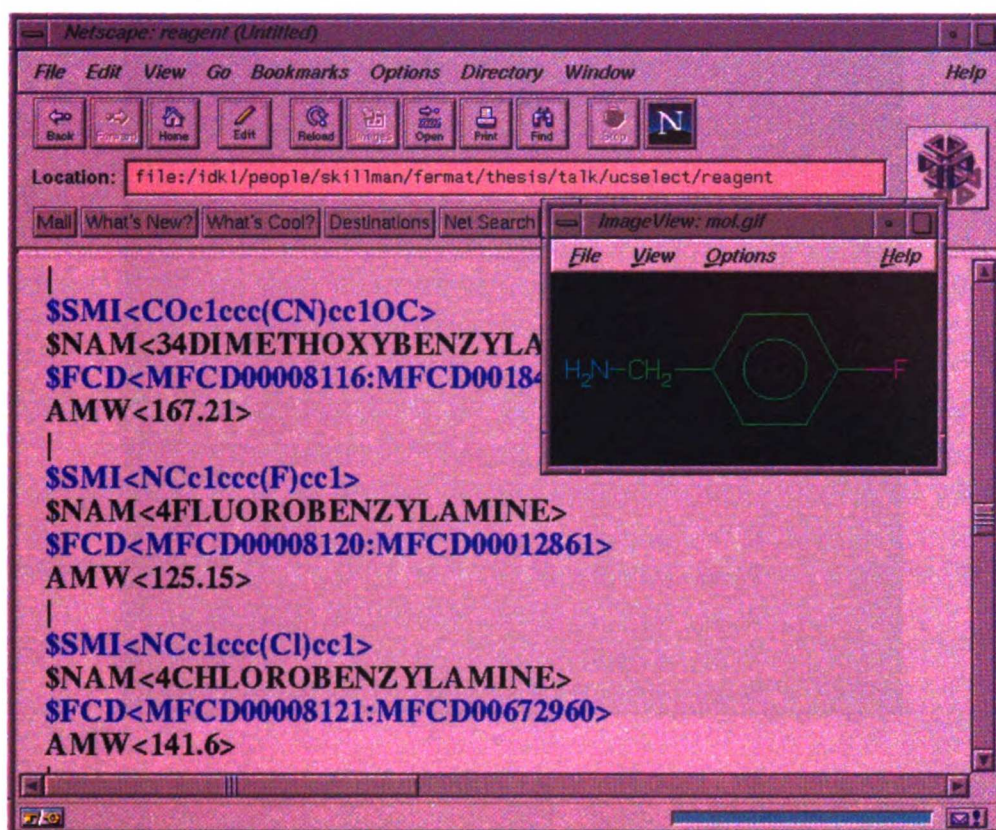 Netscape: reagent (Untitled)
File Edit View Go Bookmarks Options Directory Window Help
Back Forward Home Edit Reload Images Open Print Find Stop N
Location: file:/idk1/people/skillman/fermat/thesis/talk/ucselect/reagent
Mail What's New? What's Cool? Destinations Net Search
ImageView: mol.gif
File View Options Help
H2N CH2 F
|
$SMI<COc1ccc(CN)cc1OC>
$NAM<34DIMETHOXYBENZYLA
$FCD<MFCD00008116:MFCD00184
AMW<167.21>
|
$SMI<NCc1ccc(F)cc1>
$NAM<4FLUOROBENZYLAMINE>
$FCD<MFCD00008120:MFCD00012861>
AMW<125.15>
|
$SMI<NCc1ccc(Cl)cc1>
$NAM<4CHLOROBENZYLAMINE>
$FCD<MFCD00008121:MFCD00672960>
AMW<141.6>